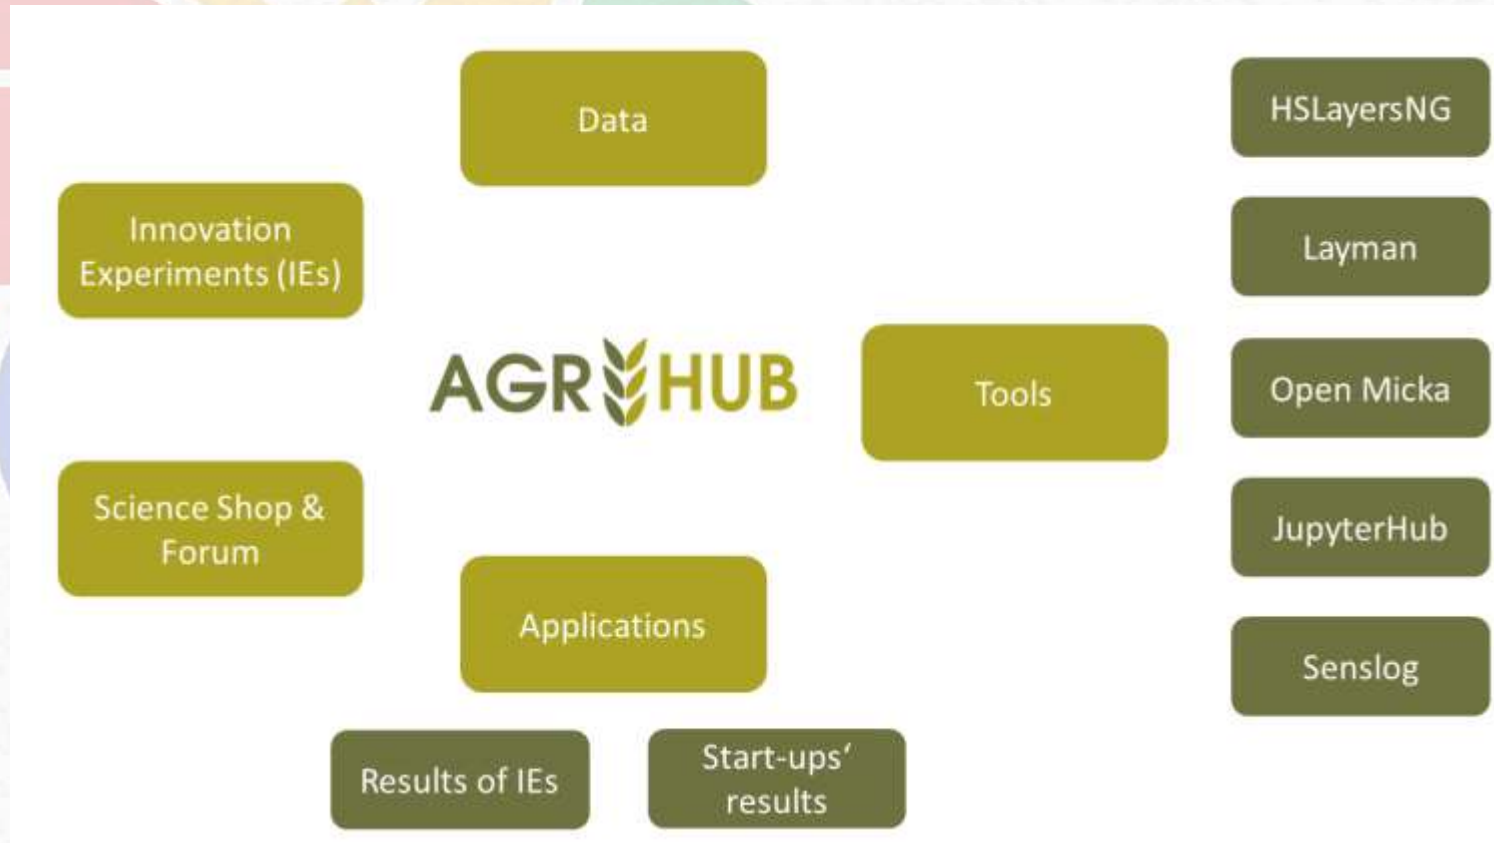 Data
Innovation
Experiments (IEs)
AGRIHUB
Tools
Science Shop &
Forum
Applications
Results of IEs
Start-ups‘
results
HSLayersNG
Layman
Open Micka
JupyterHub
Senslog